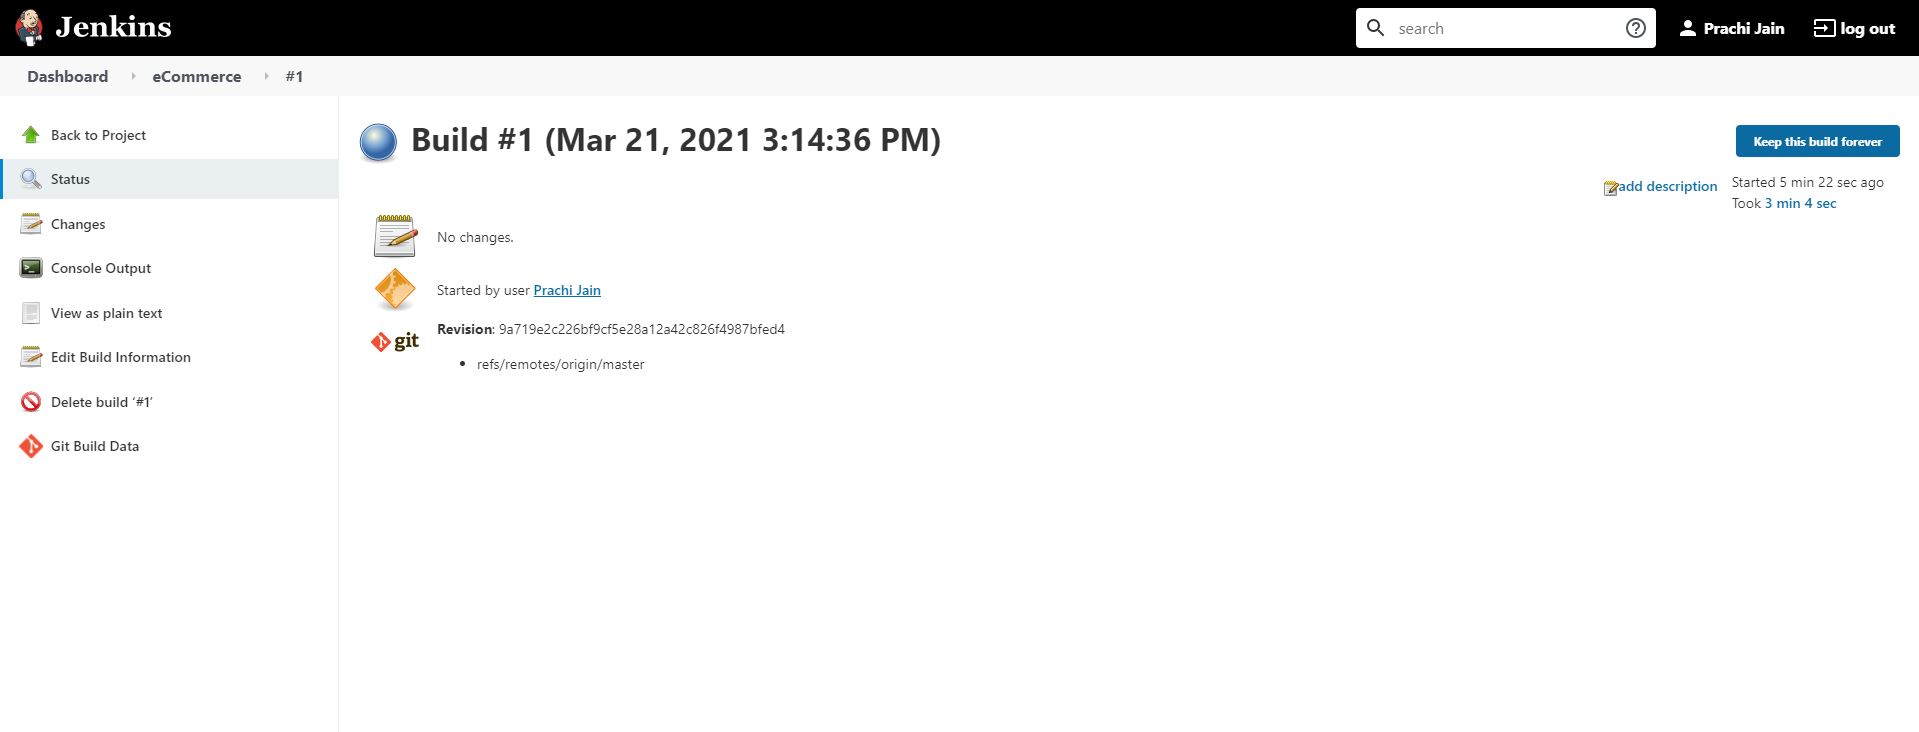 Jenkins
search
Prachi Jain
log out
Dashboard
eCommerce
#1
Back to Project
Status
Changes
Console Output
View as plain text
Edit Build Information
Delete build ‘#1’
Git Build Data
Build #1 (Mar 21, 2021 3:14:36 PM)
Keep this build forever
add description
Started 5 min 22 sec ago
Took 3 min 4 sec
No changes.
Started by user Prachi Jain
git
Revision: 9a719e2c226bf9cf5e28a12a42c826f4987bfed4
refs/remotes/origin/master